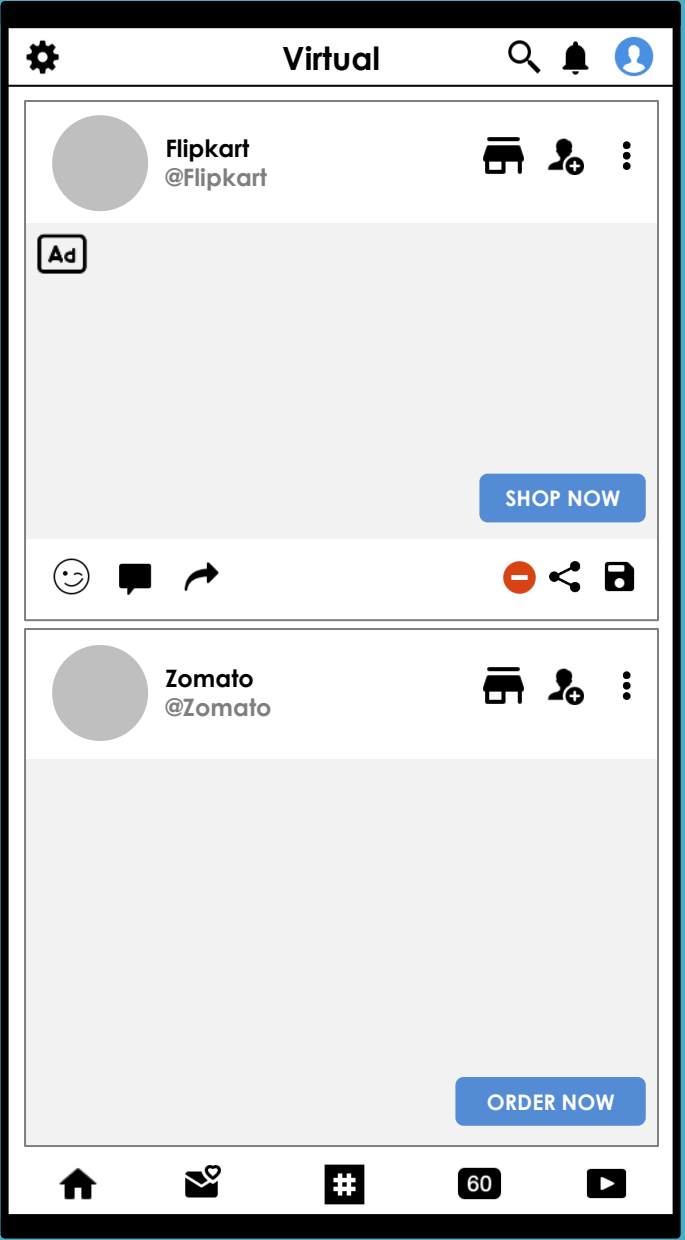 Virtual
Flipkart
@Flipkart
Ad
SHOP NOW
Zomato
@Zomato
ORDER NOW
#
60